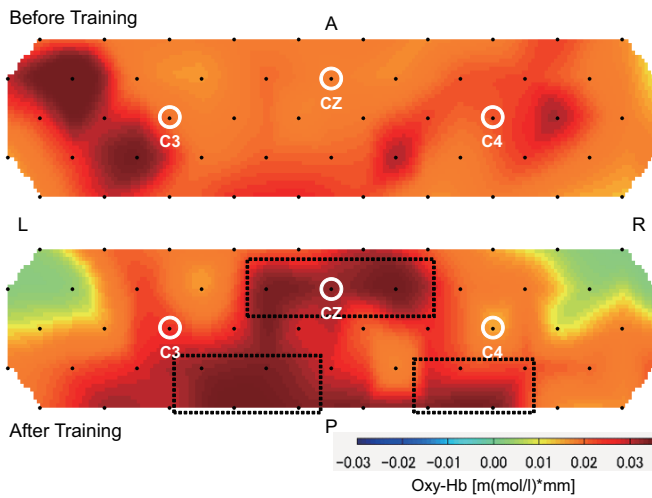 Before Training
A
CZ
C3
C4
L
R
CZ
C3
C4
After Training
P
-0.03 -0.02 -0.01 0.00 0.01 0.02 0.03
Oxy-Hb [m(mol/l)*mm]